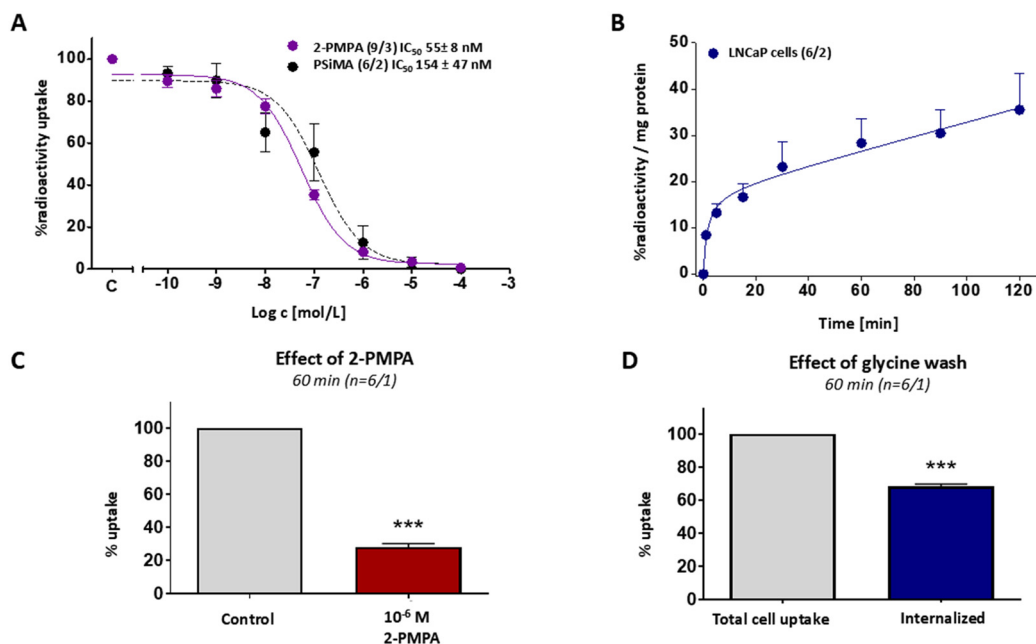 A
100
80
60
40
20
0
%radioactivity uptake
2-PMPA (9/3) IC₅₀ 55± 8 nM
PSiMA (6/2) IC₅₀ 154 ± 47 nM
C -10 -9 -8 -7 -6 -5 -4 -3
Log c [mol/L]
B
50
40
30
20
10
0
%radioactivity / mg protein
LNCaP cells (6/2)
0 20 40 60 80 100 120
Time [min]
C
Effect of 2-PMPA
60 min (n=6/1)
100
80
60
40
20
0
% uptake
***
Control
10⁻⁶ M
2-PMPA
D
Effect of glycine wash
60 min (n=6/1)
100
80
60
40
20
0
% uptake
***
Total cell uptake Internalized